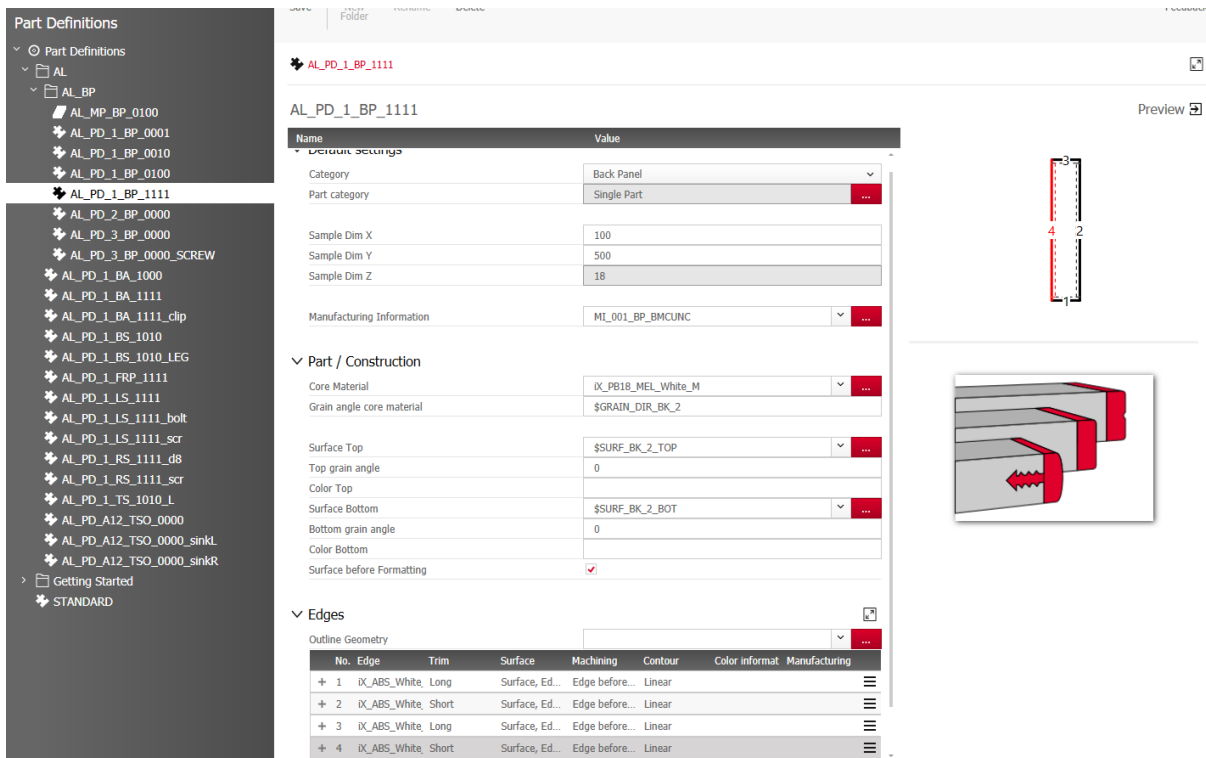 Part Definitions
Part Definitions
AL
AL_BP
AL_MP_BP_0100
AL_PD_1_BP_0001
AL_PD_1_BP_0010
AL_PD_1_BP_0100
AL_PD_1_BP_1111
AL_PD_2_BP_0000
AL_PD_3_BP_0000
AL_PD_3_BP_0000_SCREW
AL_PD_1_BA_1000
AL_PD_1_BA_1111
AL_PD_1_BA_1111_clip
AL_PD_1_BS_1010
AL_PD_1_BS_1010_LEG
AL_PD_1_FRP_1111
AL_PD_1_LS_1111
AL_PD_1_LS_1111_bolt
AL_PD_1_LS_1111_scr
AL_PD_1_RS_1111_d8
AL_PD_1_RS_1111_scr
AL_PD_1_TS_1010_L
AL_PD_A12_TSO_0000
AL_PD_A12_TSO_0000_sinkL
AL_PD_A12_TSO_0000_sinkR
Getting Started
STANDARD
Save New Rename Delete
Folder
AL_PD_1_BP_1111
AL_PD_1_BP_1111
Preview
Name Value
Default settings
Category Back Panel
Part category Single Part ...
Sample Dim X 100
Sample Dim Y 500
Sample Dim Z 18
Manufacturing Information MI_001_BP_BMCUNC ...
Part / Construction
Core Material iX_PB18_MEL_White_M ...
Grain angle core material $GRAIN_DIR_BK_2
Surface Top $SURF_BK_2_TOP ...
Top grain angle 0
Color Top
Surface Bottom $SURF_BK_2_BOT ...
Bottom grain angle 0
Color Bottom
Surface before Formatting
Edges
Outline Geometry ...
No. Edge Trim Surface Machining Contour Color informat Manufacturing
+ 1 iX_ABS_White_ Long Surface, Ed... Edge before... Linear
+ 2 iX_ABS_White_ Short Surface, Ed... Edge before... Linear
+ 3 iX_ABS_White_ Long Surface, Ed... Edge before... Linear
+ 4 iX_ABS_White_ Short Surface, Ed... Edge before... Linear
3
4 2
1